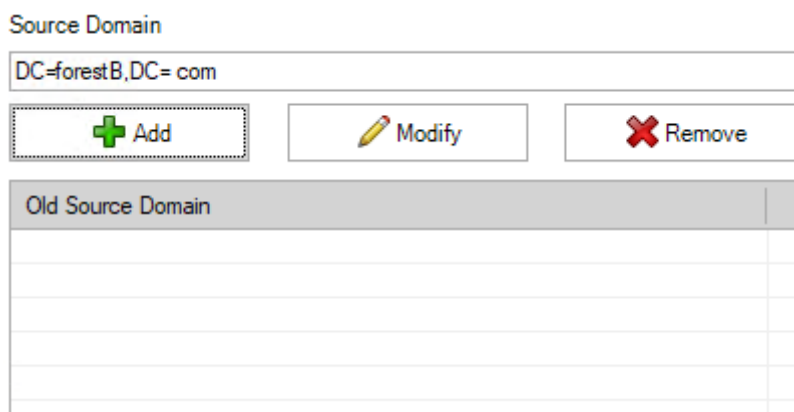 Source Domain
DC=forestB,DC= com
Add Modify Remove
Old Source Domain